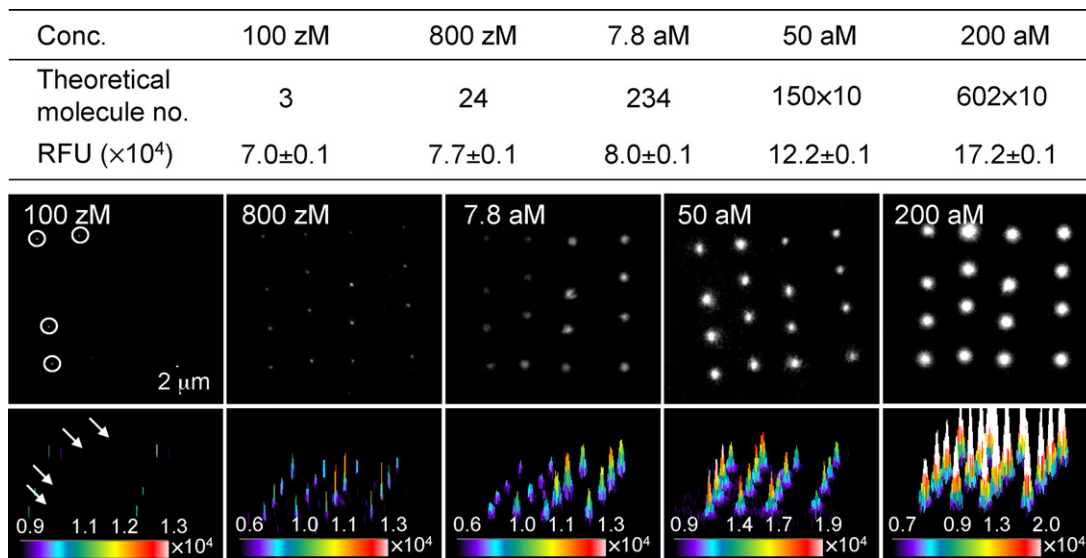 Conc. 100 zM 800 zM 7.8 aM 50 aM 200 aM
Theoretical
molecule no. 3 24 234 150×10 602×10
RFU (×10⁴) 7.0±0.1 7.7±0.1 8.0±0.1 12.2±0.1 17.2±0.1
100 zM 800 zM 7.8 aM 50 aM 200 aM
2 μm
0.9 1.1 1.2 1.3 0.6 1.0 1.1 1.3 0.6 1.0 1.1 1.3 0.9 1.4 1.7 1.9 0.7 0.9 1.3 2.0
×10⁴ ×10⁴ ×10⁴ ×10⁴ ×10⁴